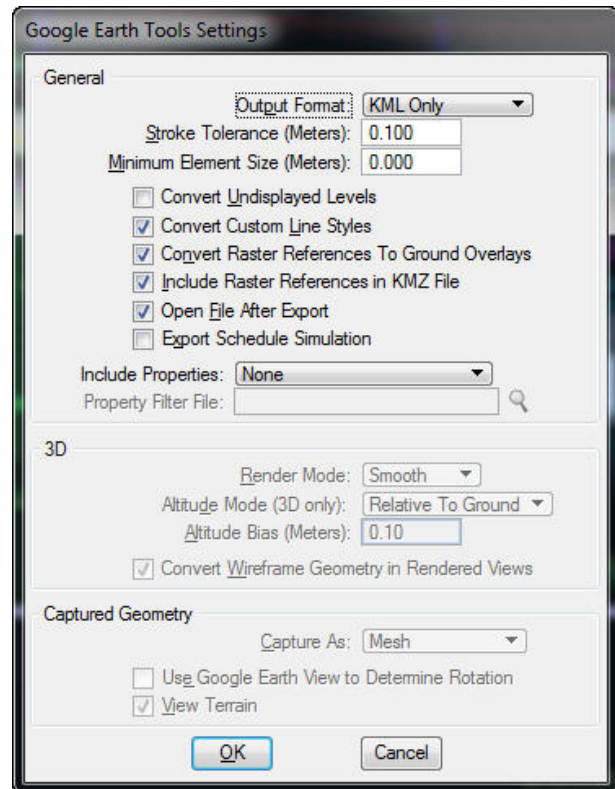 Google Earth Tools Settings
General
Output Format: KML Only
Stroke Tolerance (Meters): 0.100
Minimum Element Size (Meters): 0.000
Convert Undisplayed Levels
Convert Custom Line Styles
Convert Raster References To Ground Overlays
Include Raster References in KMZ File
Open File After Export
Export Schedule Simulation
Include Properties: None
Property Filter File:
3D
Render Mode: Smooth
Altitude Mode (3D only): Relative To Ground
Altitude Bias (Meters): 0.10
Convert Wireframe Geometry in Rendered Views
Captured Geometry
Capture As: Mesh
Use Google Earth View to Determine Rotation
View Terrain
OK Cancel